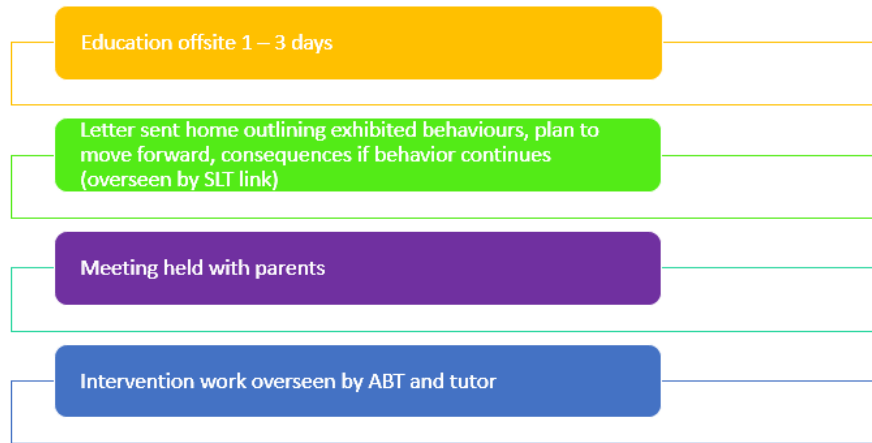 Education offsite 1 – 3 days
Letter sent home outlining exhibited behaviours, plan to
move forward, consequences if behavior continues
(overseen by SLT link)
Meeting held with parents
Intervention work overseen by ABT and tutor